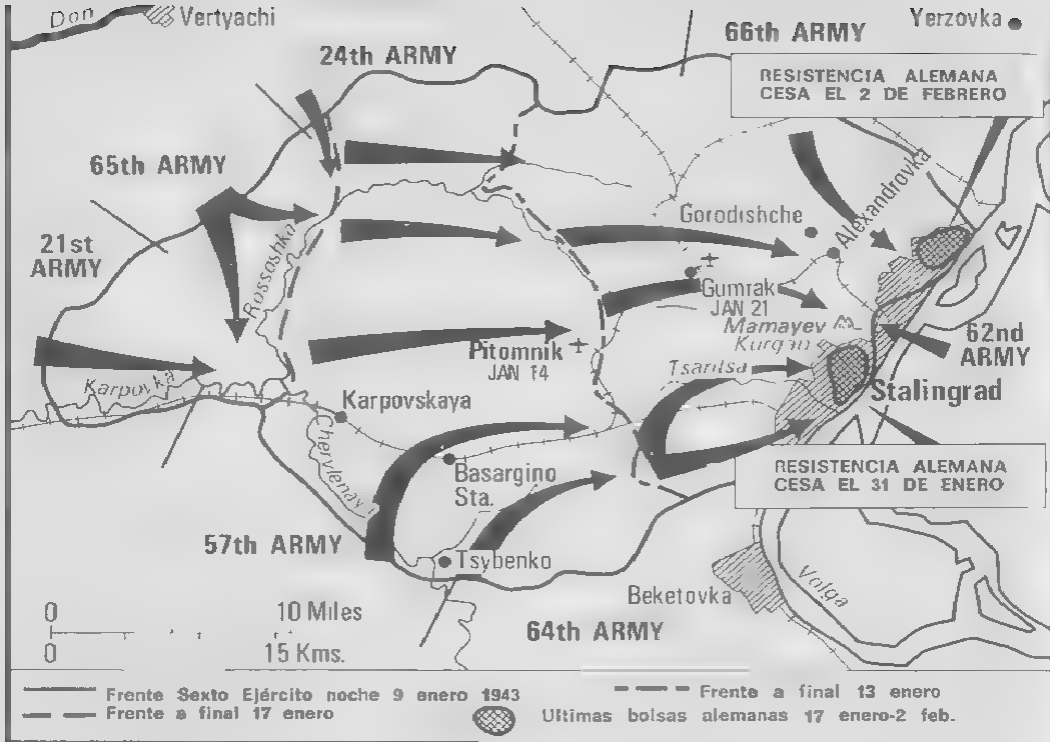 Don
Vertyachi
66th ARMY
Yerzovka
24th ARMY
RESISTENCIA ALEMANA
CESA EL 2 DE FEBRERO
65th ARMY
Alexandrovka
Gorodishche
21st
ARMY
Rossoshka
Gumrak
JAN 21
Mamayev
Kurgan
62nd
ARMY
Pitomnik
JAN 14
Tsaritsa
Karpovka
Stalingrad
Karpovskaya
Chervlenaya
Basargino
Sta.
RESISTENCIA ALEMANA
CESA EL 31 DE ENERO
57th ARMY
Tsybenko
Volga
Beketovka
64th ARMY
0 10 Miles
0 15 Kms.
Frente Sexto Ejército noche 9 enero 1943
Frente a final 13 enero
Frente a final 17 enero
Ultimas bolsas alemanas 17 enero-2 feb.